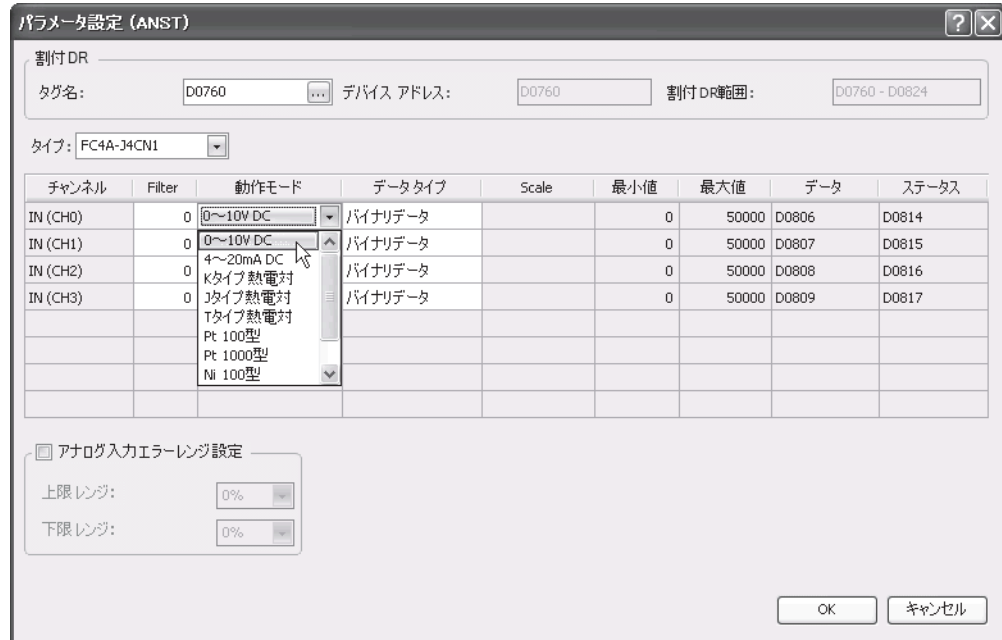 パラメータ設定 (ANST)
割付DR
タグ名: D0760 ... デバイス アドレス: D0760 割付DR範囲: D0760 - D0824
タイプ: FC4A-J4CN1
チャンネル Filter 動作モード データタイプ Scale 最小値 最大値 データ ステータス
IN (CH0) 0 0～10V DC バイナリデータ 0 50000 D0806 D0814
IN (CH1) 0 バイナリデータ 0 50000 D0807 D0815
IN (CH2) 0 バイナリデータ 0 50000 D0808 D0816
IN (CH3) 0 バイナリデータ 0 50000 D0809 D0817
0～10V DC
4～20mA DC
Kタイプ熱電対
Jタイプ熱電対
Tタイプ熱電対
Pt 100型
Pt 1000型
Ni 100型
アナログ入力エラーレンジ設定
上限レンジ: 0%
下限レンジ: 0%
OK キャンセル